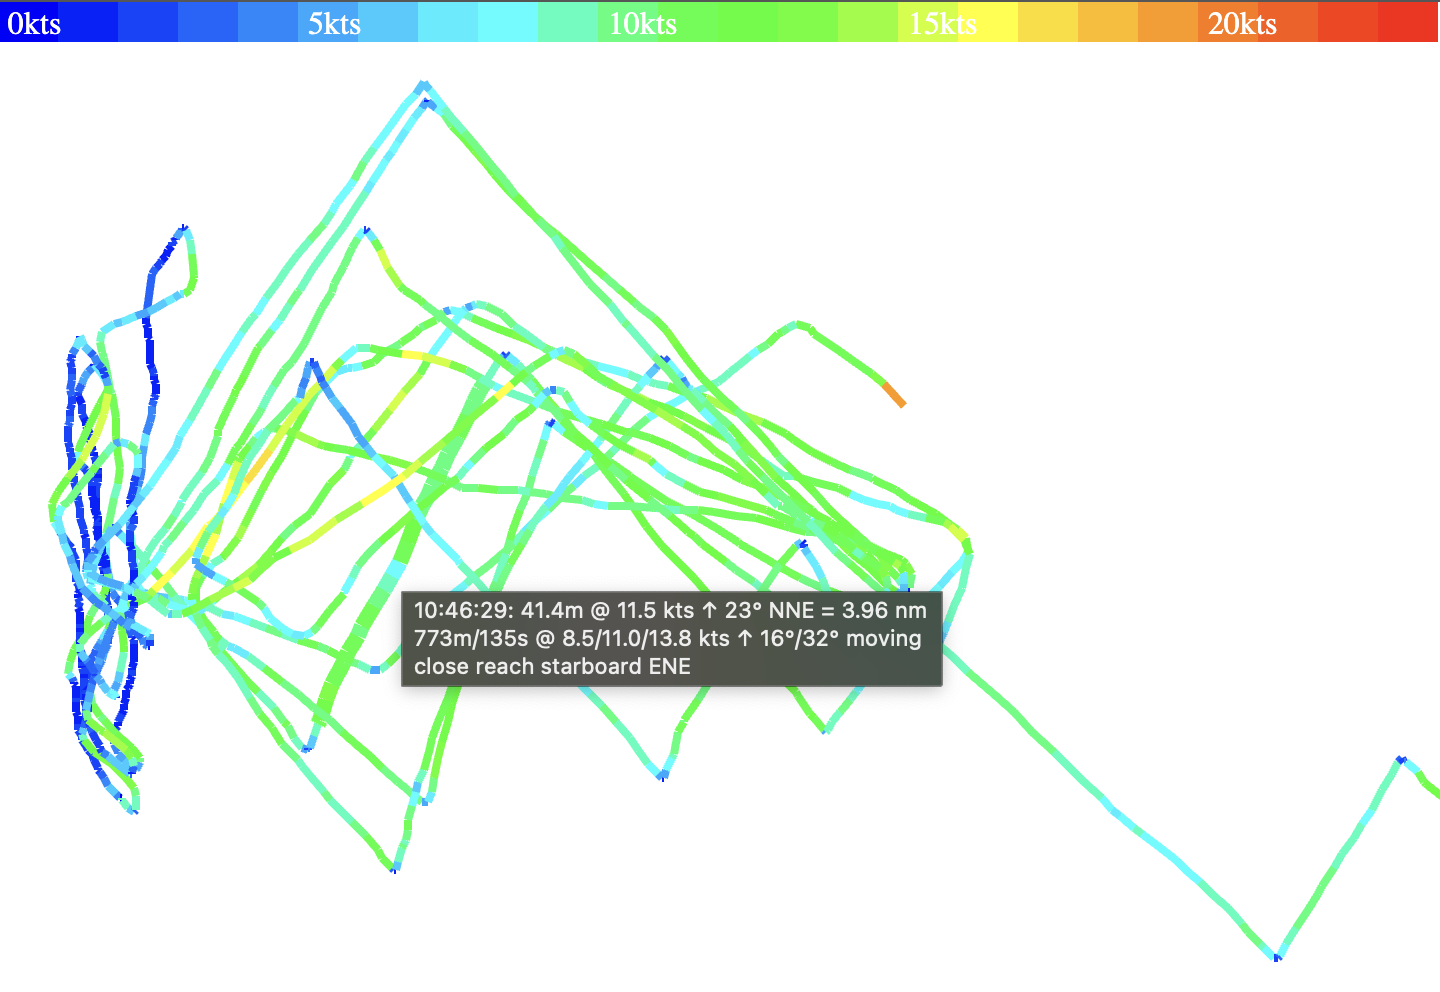 0kts 5kts 10kts 15kts 20kts
10:46:29: 41.4m @ 11.5 kts ↑ 23° NNE = 3.96 nm
773m/135s @ 8.5/11.0/13.8 kts ↑ 16°/32° moving
close reach starboard ENE